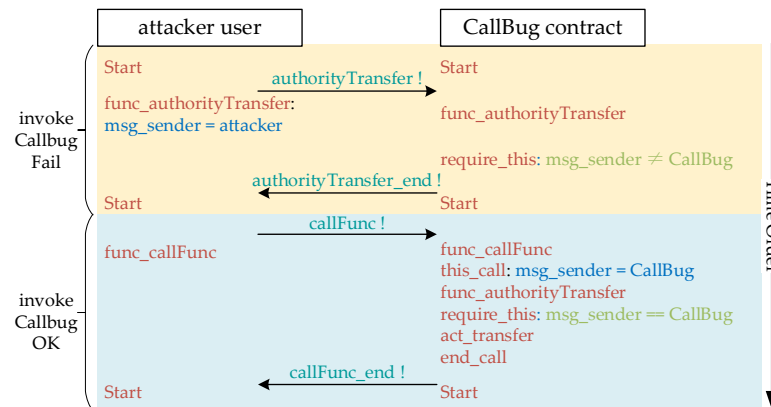 attacker user
CallBug contract
Start
Start
authorityTransfer !
func_authorityTransfer:
msg_sender = attacker
func_authorityTransfer
invoke
Callbug
Fail
require_this: msg_sender ≠ CallBug
authorityTransfer_end !
Start
Start
callFunc !
func_callFunc
func_callFunc
this_call: msg_sender = CallBug
func_authorityTransfer
require_this: msg_sender == CallBug
act_transfer
end_call
invoke
Callbug
OK
callFunc_end !
Start
Start
Time Order